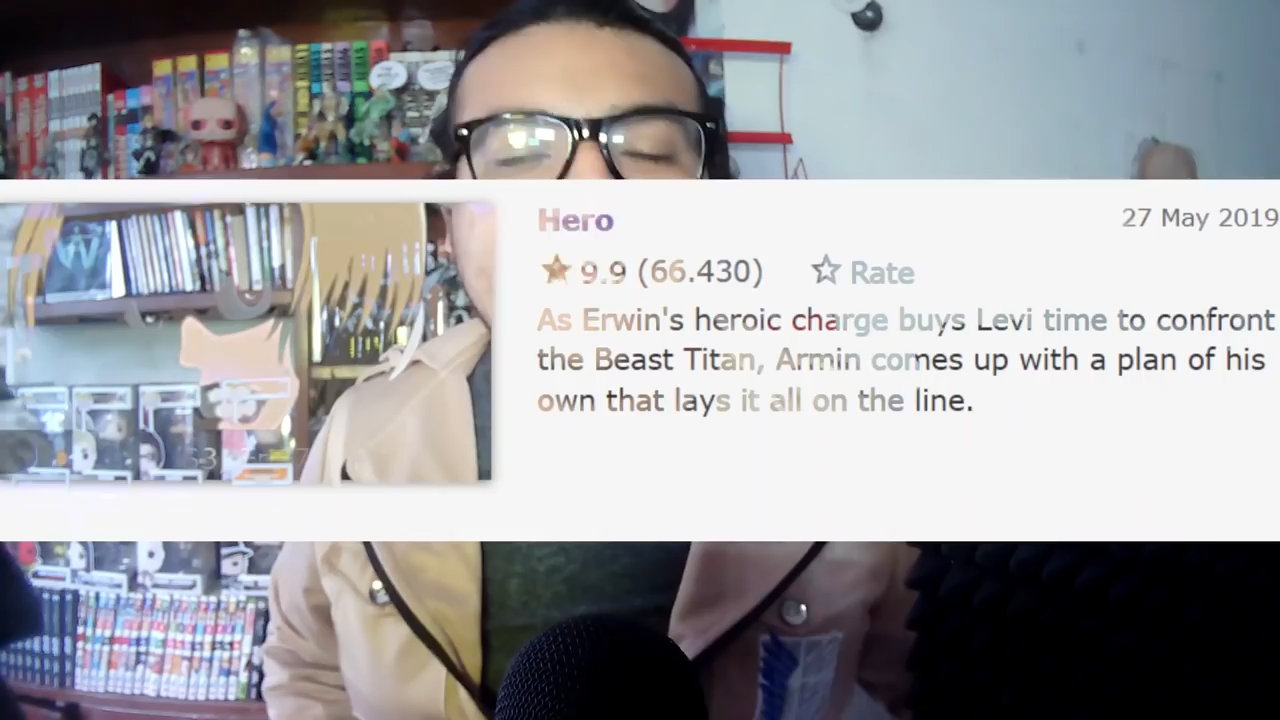 Hero
27 May 2019
9.9 (66.430)
Rate
As Erwin's heroic charge buys Levi time to confront
the Beast Titan, Armin comes up with a plan of his
own that lays it all on the line.